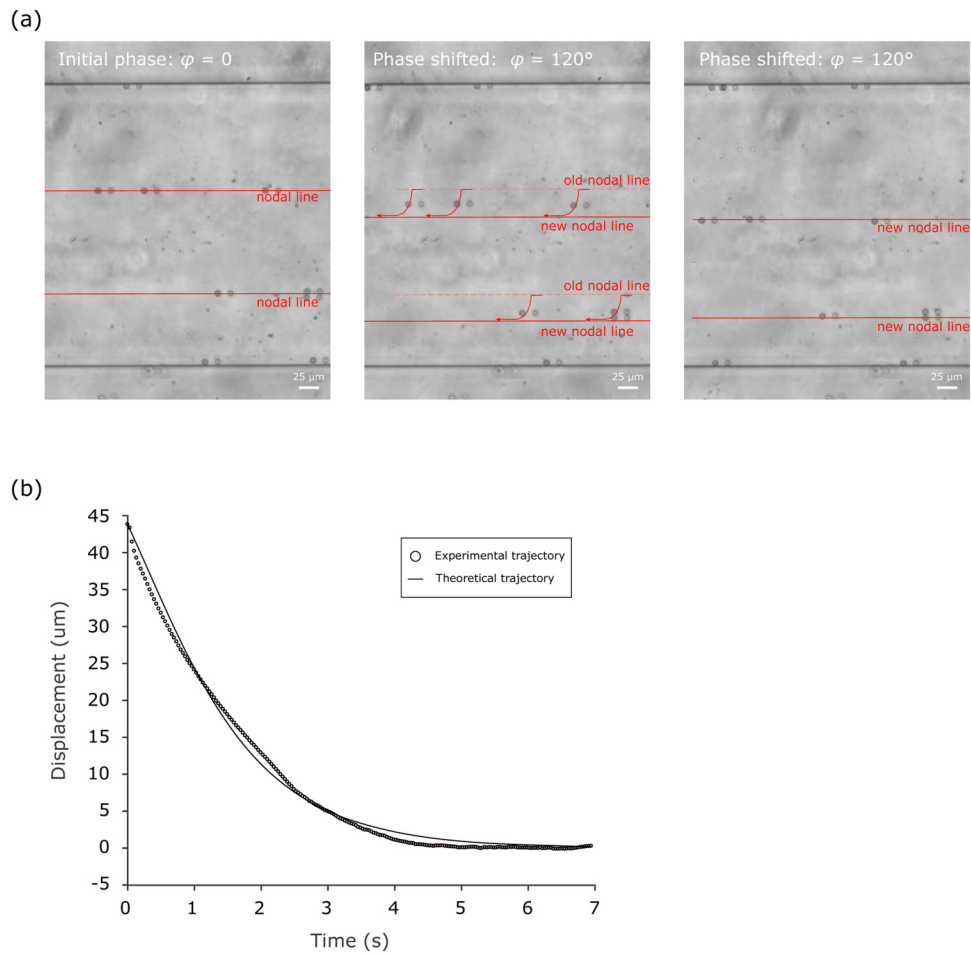 (a)
Initial phase: φ = 0
nodal line
nodal line
25 μm
Phase shifted: φ = 120°
old nodal line
new nodal line
old nodal line
new nodal line
25 μm
Phase shifted: φ = 120°
new nodal line
new nodal line
25 μm
(b)
45
40
35
30
25
20
15
10
5
0
-5
Displacement (um)
Experimental trajectory
Theoretical trajectory
0 1 2 3 4 5 6 7
Time (s)